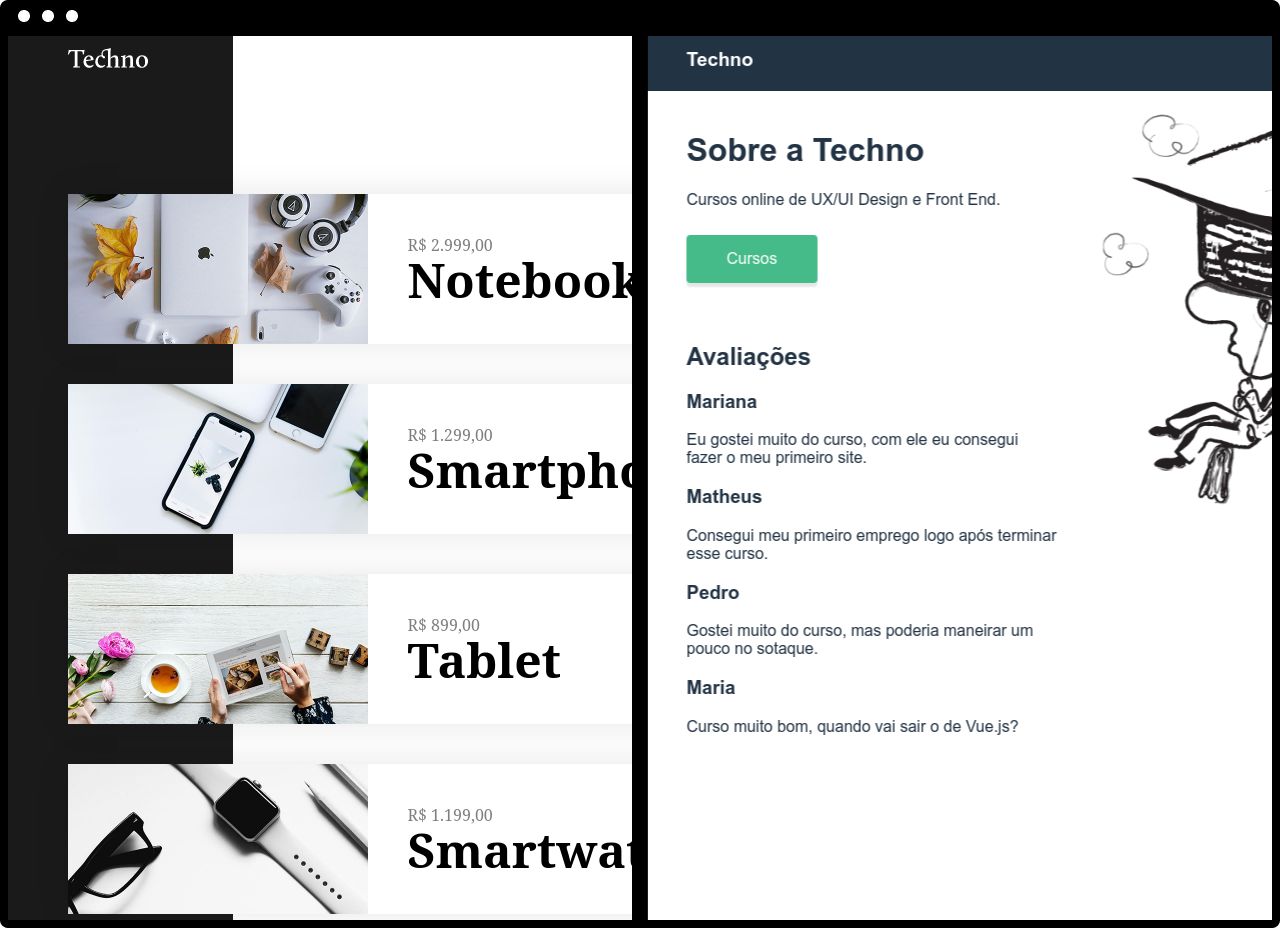 Techno
R$ 2.999,00
Notebook
R$ 1.299,00
Smartpho
R$ 899,00
Tablet
R$ 1.199,00
Smartwat
Techno
Sobre a Techno
Cursos online de UX/UI Design e Front End.
Cursos
Avaliações
Mariana
Eu gostei muito do curso, com ele eu consegui
fazer o meu primeiro site.
Matheus
Consegui meu primeiro emprego logo após terminar
esse curso.
Pedro
Gostei muito do curso, mas poderia maneirar um
pouco no sotaque.
Maria
Curso muito bom, quando vai sair o de Vue.js?